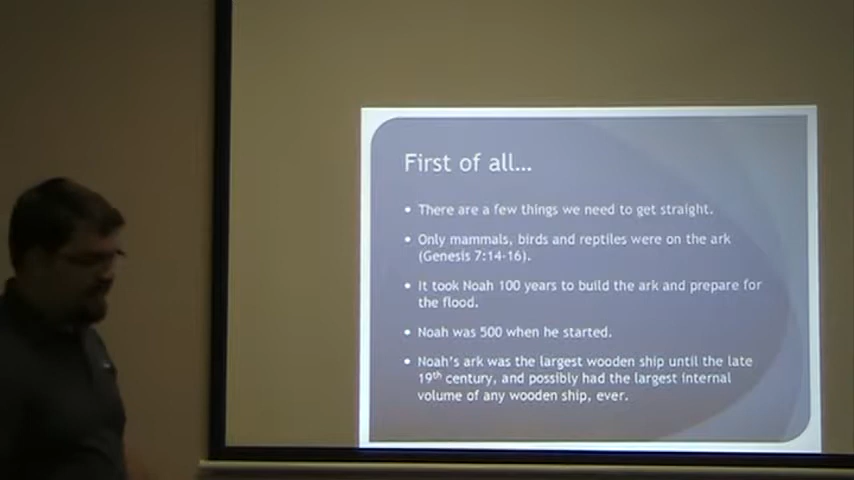 First of all…
• There are a few things we need to get straight.
• Only mammals, birds and reptiles were on the ark
(Genesis 7:14-16).
• It took Noah 100 years to build the ark and prepare for
the flood.
• Noah was 500 when he started.
• Noah's ark was the largest wooden ship until the late
19th century, and possibly had the largest internal
volume of any wooden ship, ever.